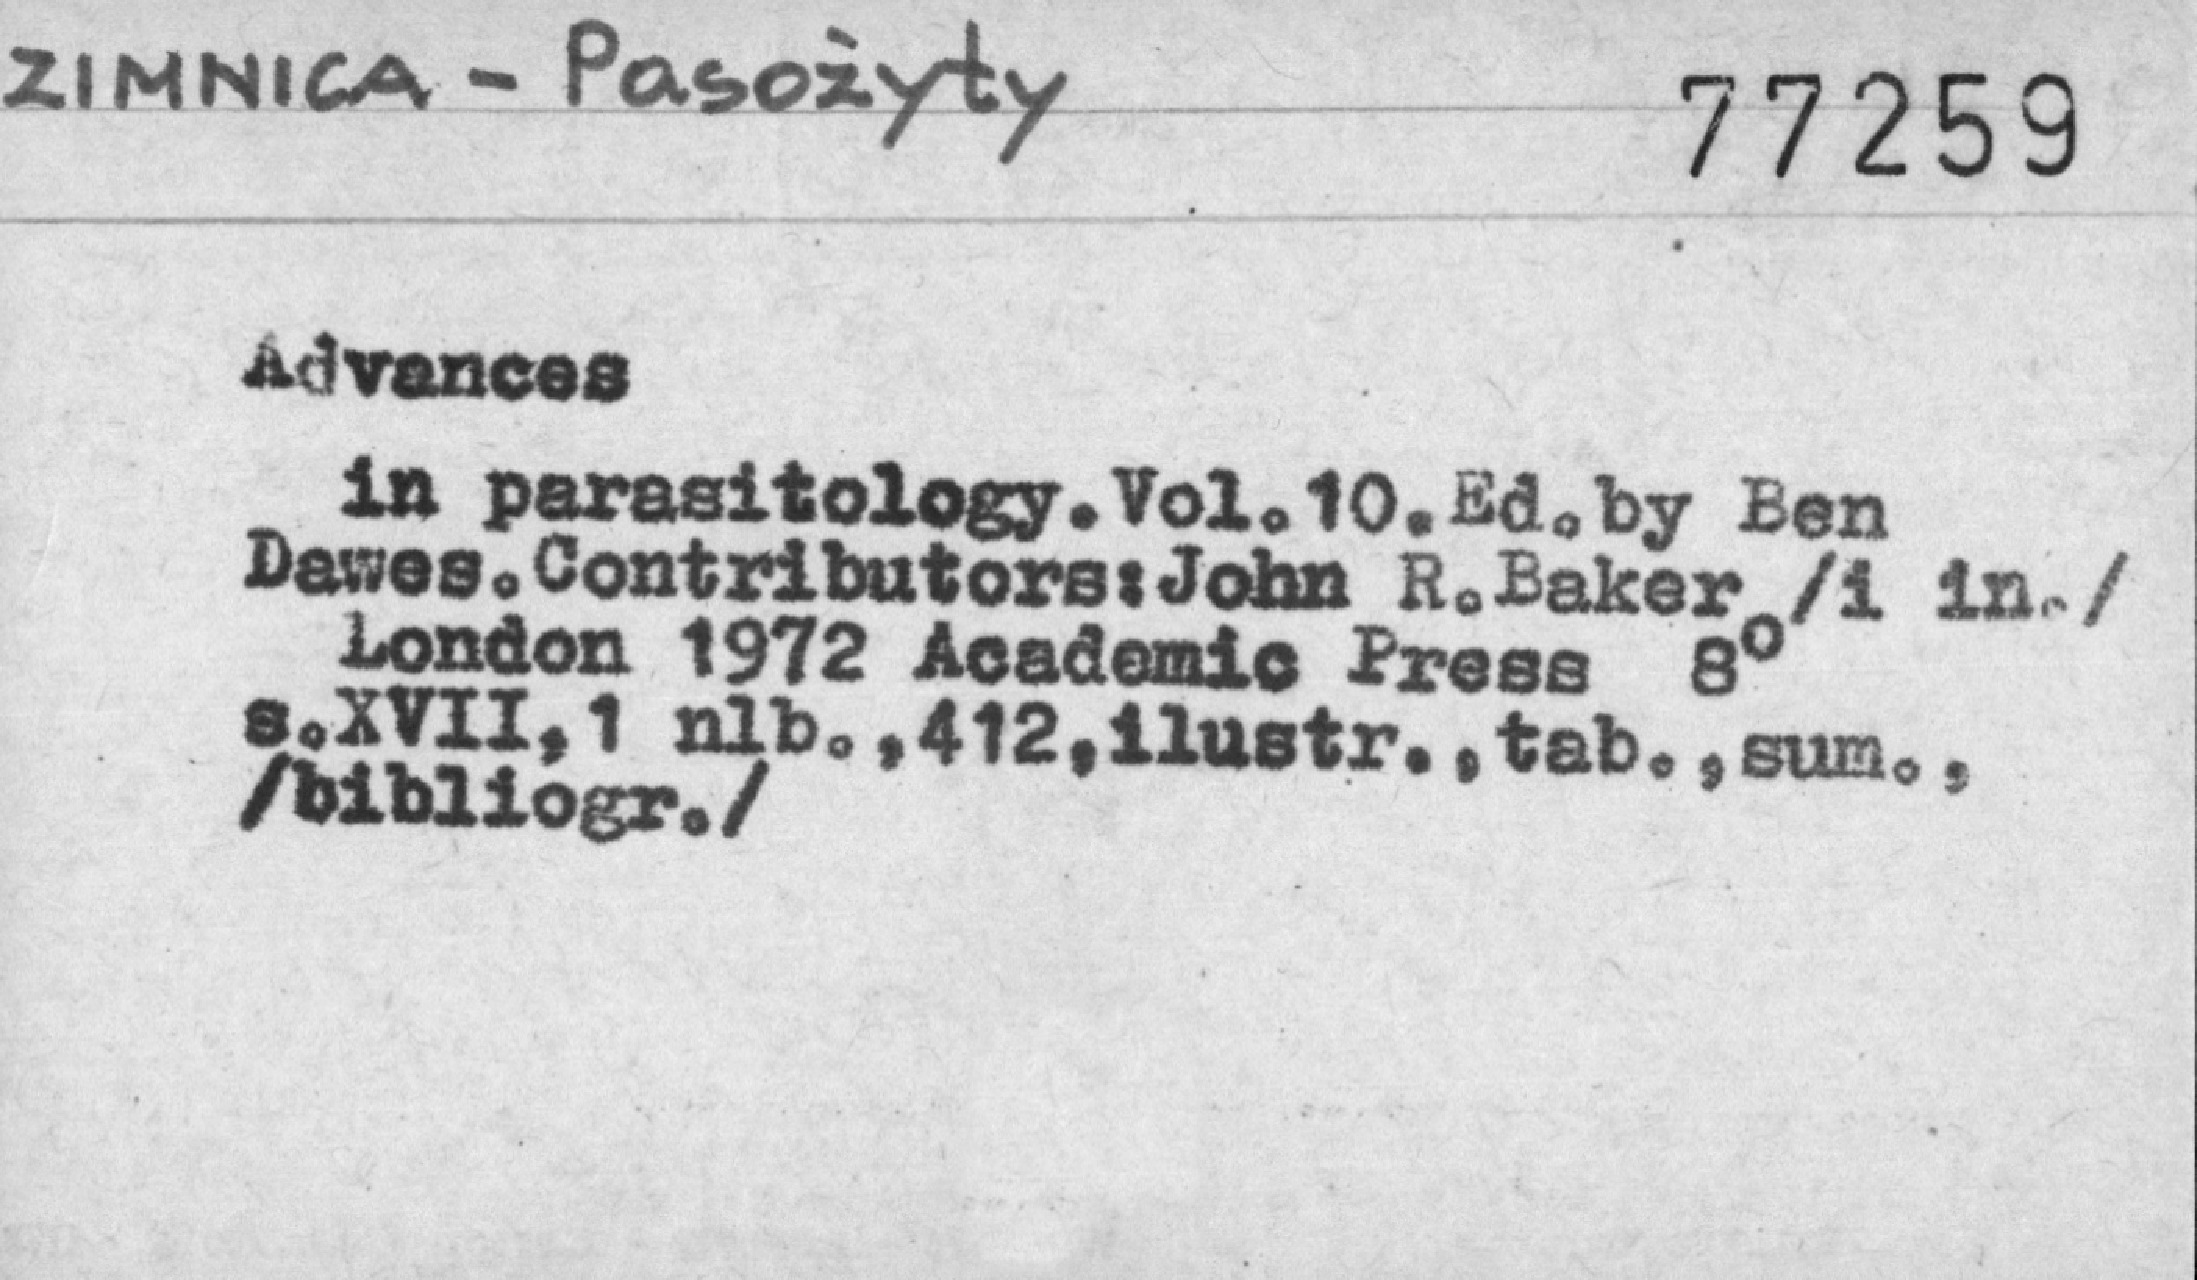 ZIMNICA - Pasożyty
77259
Advances
in parasitology.Vol.10.Ed.by Ben
Dawes.Contributors:John R.Baker /i in./
London 1972 Academic Press 8°
s.XVII,1 nlb.,412,ilustr.,tab.,sum.,
/bibliogr./